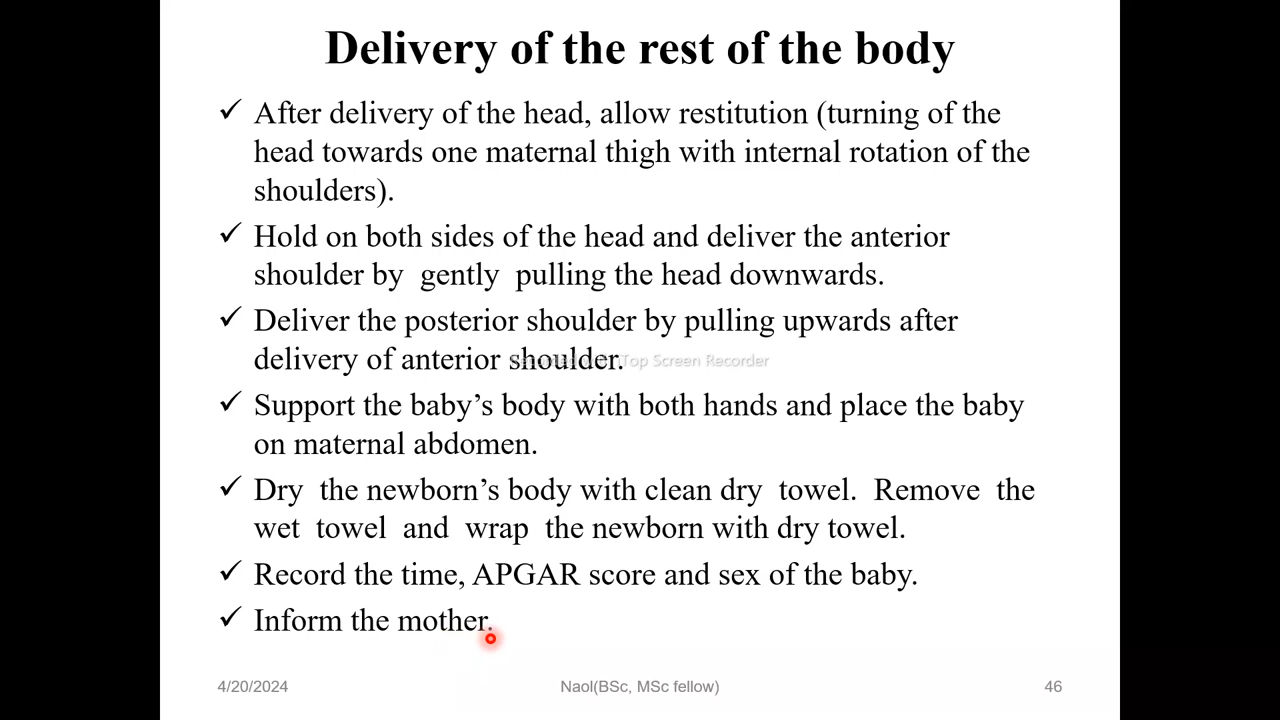 Delivery of the rest of the body
✓ After delivery of the head, allow restitution (turning of the
head towards one maternal thigh with internal rotation of the
shoulders).
✓ Hold on both sides of the head and deliver the anterior
shoulder by gently pulling the head downwards.
✓ Deliver the posterior shoulder by pulling upwards after
delivery of anterior shoulder.
Top Screen Recorder
✓ Support the baby's body with both hands and place the baby
on maternal abdomen.
✓ Dry the newborn's body with clean dry towel. Remove the
wet towel and wrap the newborn with dry towel.
✓ Record the time, APGAR score and sex of the baby.
✓ Inform the mother.
4/20/2024
Naol(BSc, MSc fellow)
46